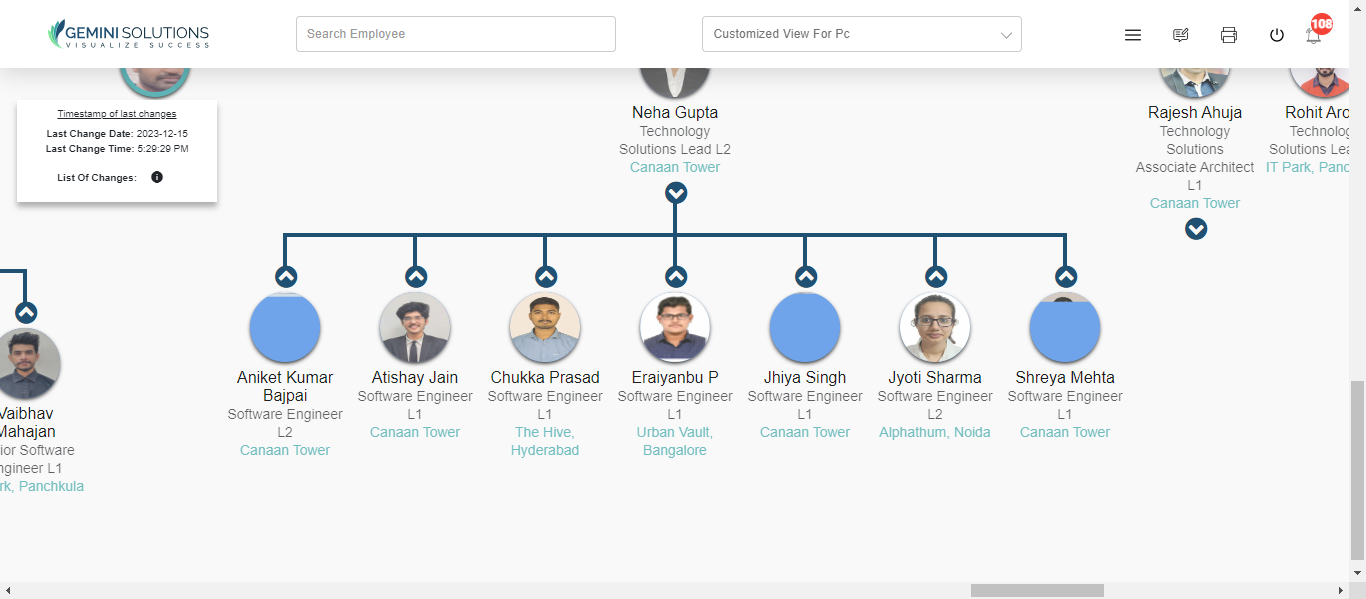 GEMINI SOLUTIONS
VISUALIZE SUCCESS
Search Employee
Customized View For Pc
108
Timestamp of last changes
Last Change Date: 2023-12-15
Last Change Time: 5:29:29 PM
List Of Changes:
Neha Gupta
Technology
Solutions Lead L2
Canaan Tower
Rajesh Ahuja
Technology
Solutions
Associate Architect
L1
Canaan Tower
Rohit Aro
Technolog
Solutions Lea
IT Park, Panc
Vaibhav
Mahajan
ior Software
ngineer L1
rk, Panchkula
Aniket Kumar
Bajpai
Software Engineer
L2
Canaan Tower
Atishay Jain
Software Engineer
L1
Canaan Tower
Chukka Prasad
Software Engineer
L1
The Hive,
Hyderabad
Eraiyanbu P
Software Engineer
L1
Urban Vault,
Bangalore
Jhiya Singh
Software Engineer
L1
Canaan Tower
Jyoti Sharma
Software Engineer
L2
Alphathum, Noida
Shreya Mehta
Software Engineer
L1
Canaan Tower